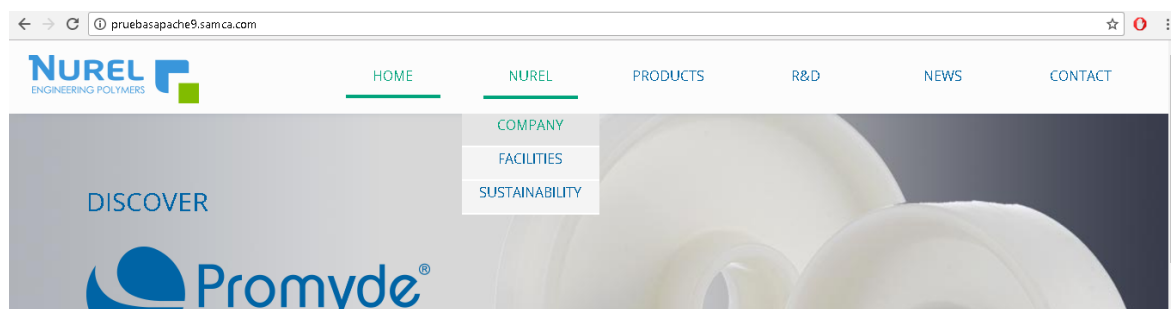 pruebasapache9.samca.com
NUREL
ENGINEERING POLYMERS
HOME NUREL PRODUCTS R&D NEWS CONTACT
COMPANY
FACILITIES
SUSTAINABILITY
DISCOVER
Promyde®